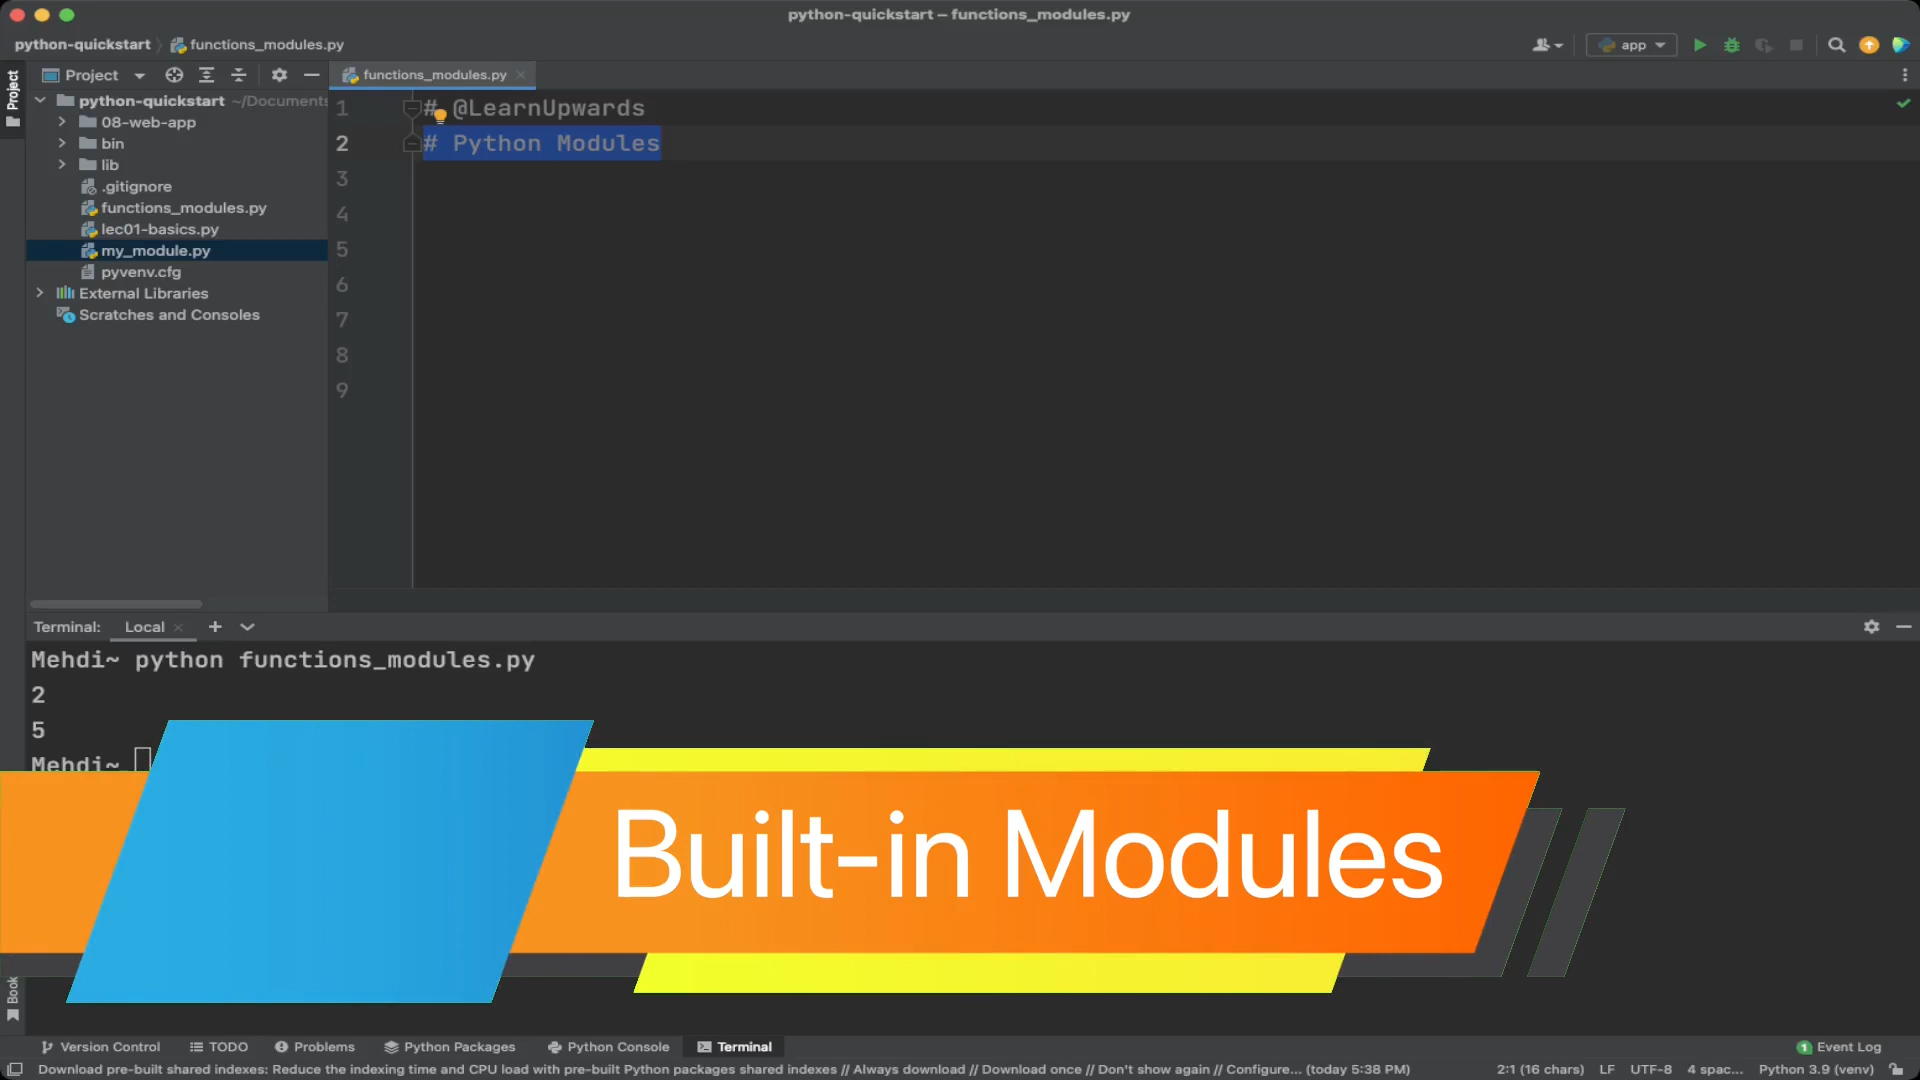 python-quickstart – functions_modules.py
python-quickstart functions_modules.py
app
Project
Project
functions_modules.py
python-quickstart ~/Documents
08-web-app
bin
lib
.gitignore
functions_modules.py
lec01-basics.py
my_module.py
pyvenv.cfg
External Libraries
Scratches and Consoles
1 # @LearnUpwards
2 # Python Modules
3
4
5
6
7
8
9
Terminal: Local
Mehdi~ python functions_modules.py
2
5
Mehdi~
Built-in Modules
Book
Version Control TODO Problems Python Packages Python Console Terminal 1 Event Log
Download pre-built shared indexes: Reduce the indexing time and CPU load with pre-built Python packages shared indexes // Always download // Download once // Don't show again // Configure... (today 5:38 PM) 2:1 (16 chars) LF UTF-8 4 spac... Python 3.9 (venv)